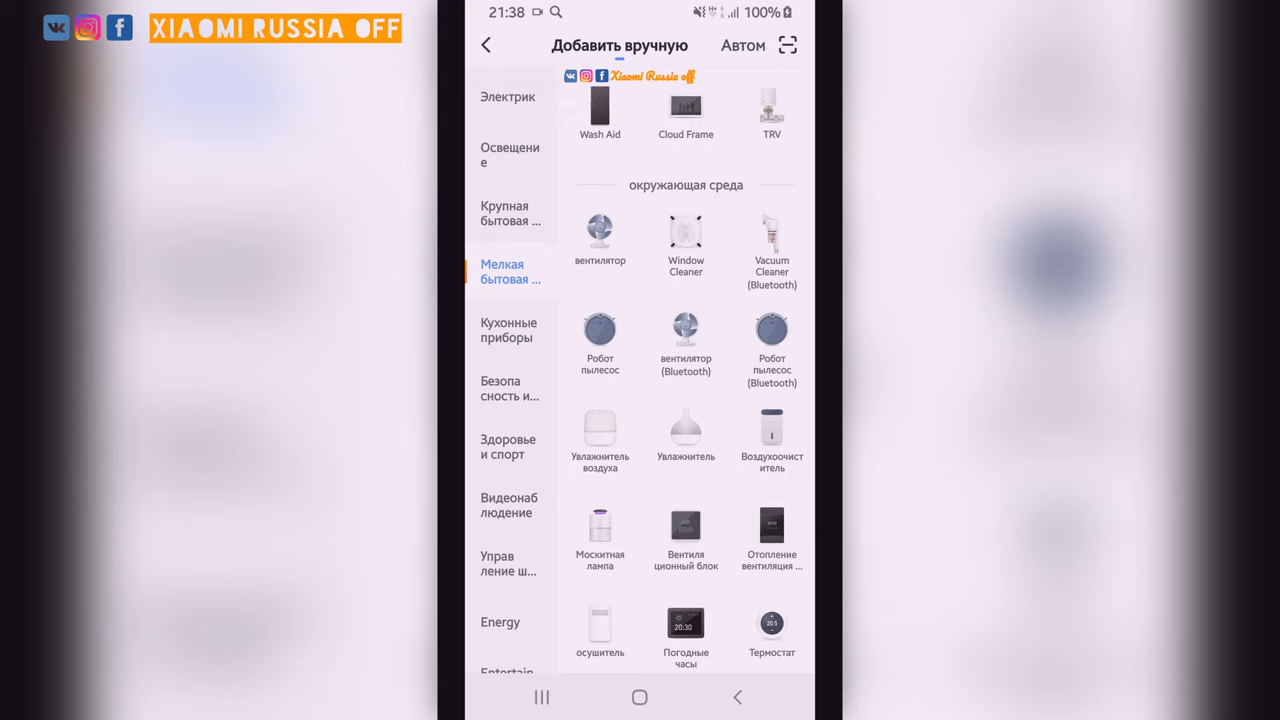 XIAOMI RUSSIA OFF
21:38
100%
Добавить вручную
Автом
Xiaomi Russia off
Электрик
Освещени
е
Крупная
бытовая ...
Мелкая
бытовая ...
Кухонные
приборы
Безопа
сность и...
Здоровье
и спорт
Видеонаб
людение
Управ
ление ш...
Energy
Entertain
Wash Aid
Cloud Frame
TRV
окружающая среда
вентилятор
Window
Cleaner
Vacuum
Cleaner
(Bluetooth)
Робот
пылесос
вентилятор
(Bluetooth)
Робот
пылесос
(Bluetooth)
Увлажнитель
воздуха
Увлажнитель
Воздухоочист
итель
Москитная
лампа
Вентиля
ционный блок
Отопление
вентиляция ...
осушитель
20:30
Погодные
часы
20.5
Термостат